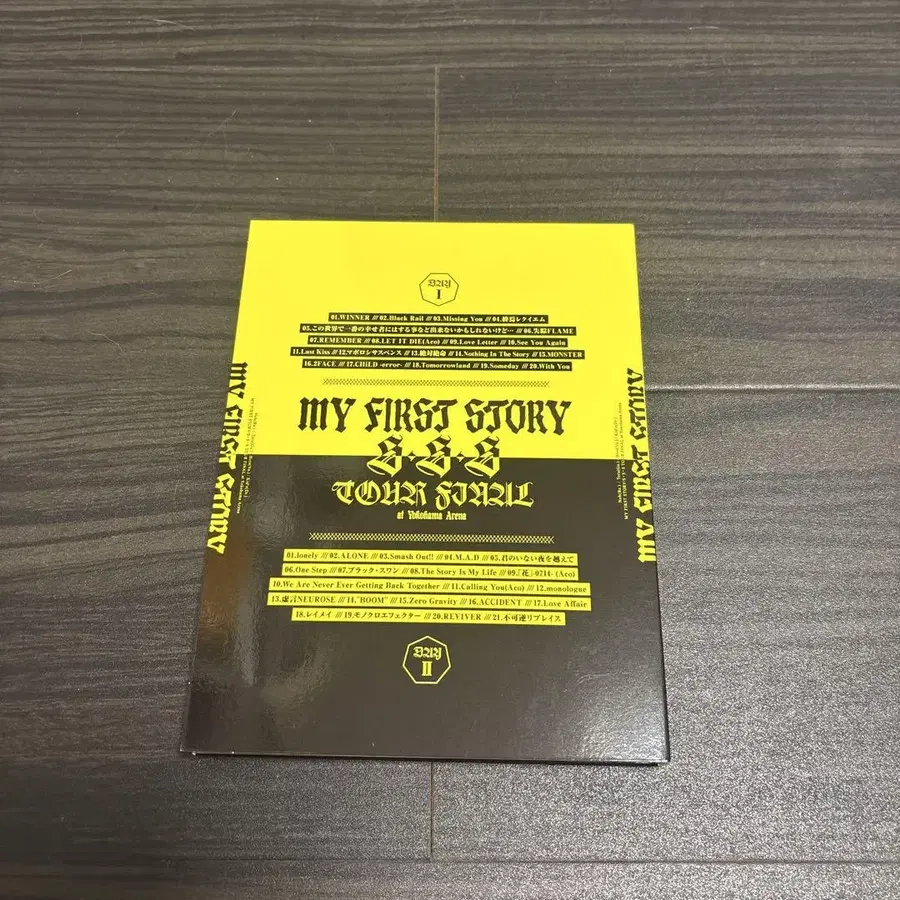 DAY
I
01.WINNER /// 02.Black Rail /// 03.Missing You /// 04.終焉レクイエム
05.この世界で一番の幸せ者にはする事など出来ないかもしれないけど… /// 06.失踪FLAME
07.REMEMBER /// 08.LET IT DIE(Aco) /// 09.Love Letter /// 10.See You Again
11.Last Kiss /// 12.マボロシサスペンス /// 13.絶対絶命 /// 14.Nothing In The Story /// 15.MONSTER
16.2FACE /// 17.CHiLD -error- /// 18.Tomorrowland /// 19.Someday /// 20.With You
MY FIRST STORY
S·S·S
TOUR FINAL
at Yokohama Arena
01.lonely /// 02.ALONE /// 03.Smash Out!! /// 04.M.A.D /// 05.君のいない夜を越えて
06.One Step /// 07.ブラック・スワン /// 08.The Story Is My Life /// 09.「花」-0714- (Aco)
10.We Are Never Ever Getting Back Together /// 11.Calling You(Aco) /// 12.monologue
13.虚言NEUROSE /// 14."BOOM" /// 15.Zero Gravity /// 16.ACCIDENT /// 17.Love Affair
18.レイメイ /// 19.モノクロエフェクター /// 20.REVIVER /// 21.不可逆リプレイス
DAY
II
MY FIRST STORY
MY FIRST STORY
MY FIRST STORY S·S·S TOUR FINAL at Yokohama Arena